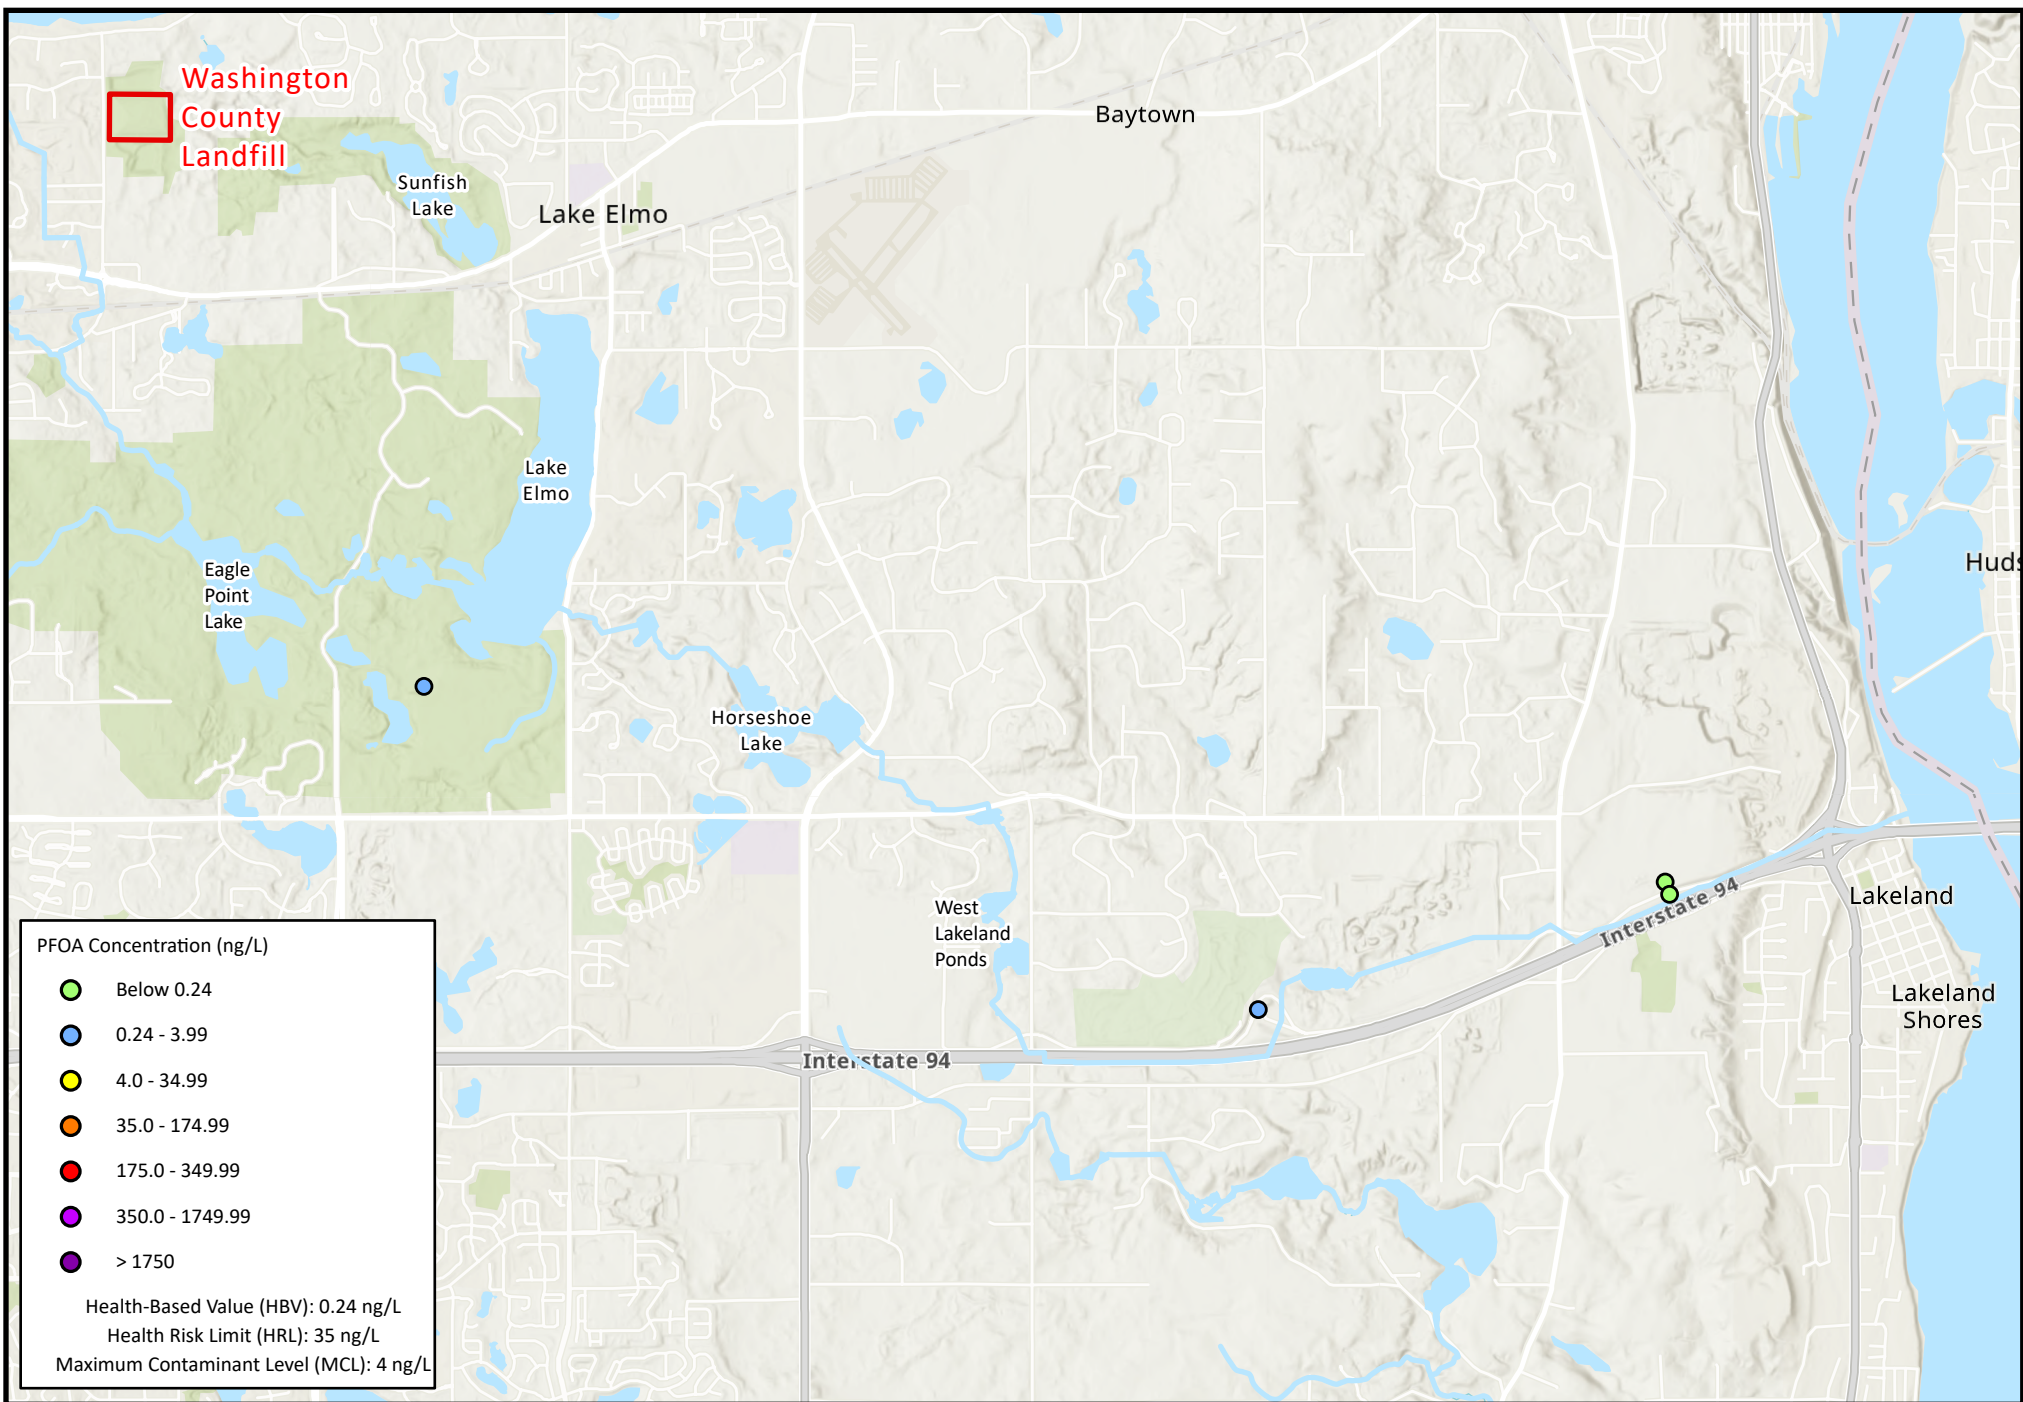 Washington
County
Landfill
Baytown
Sunfish
Lake
Lake Elmo
Lake
Elmo
Huds
Eagle
Point
Lake
Horseshoe
Lake
Interstate 94
Lakeland
West
Lakeland
Ponds
Lakeland
Shores
Interstate 94
PFOA Concentration (ng/L)
Below 0.24
0.24 - 3.99
4.0 - 34.99
35.0 - 174.99
175.0 - 349.99
350.0 - 1749.99
> 1750
Health-Based Value (HBV): 0.24 ng/L
Health Risk Limit (HRL): 35 ng/L
Maximum Contaminant Level (MCL): 4 ng/L